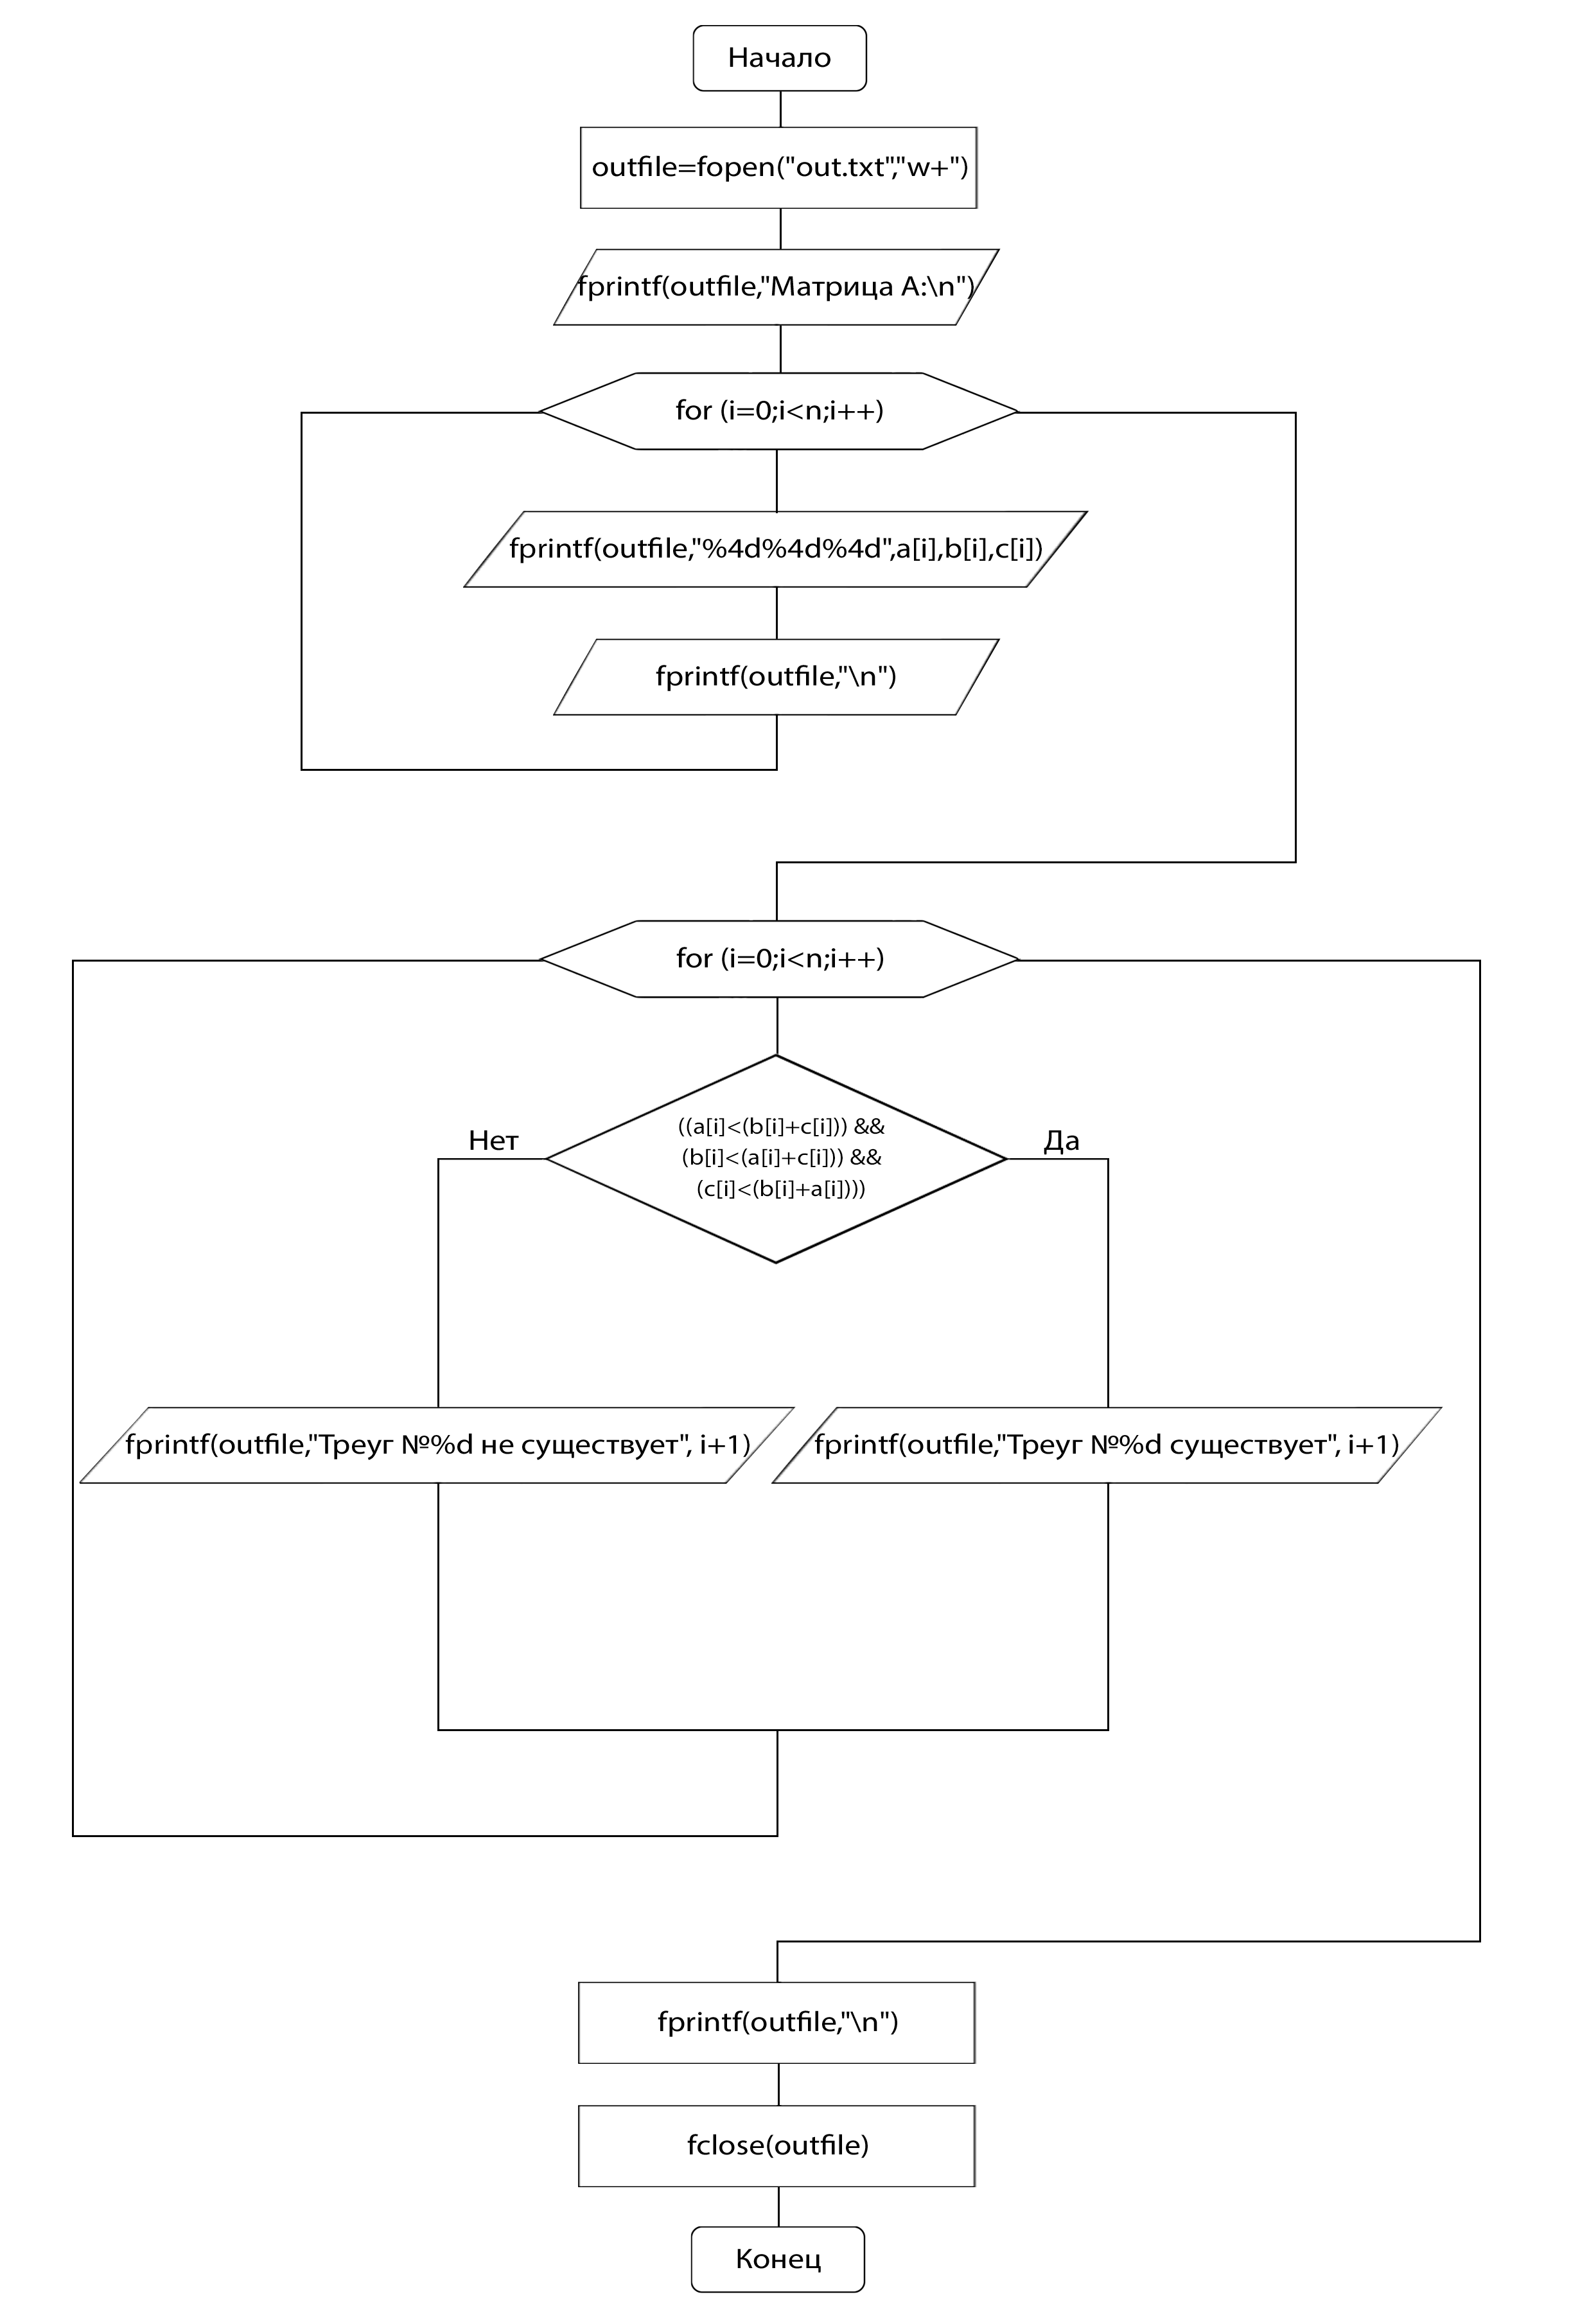 Начало
outfile=fopen("out.txt""w+")
fprintf(outfile,"Матрица A:\n")
for (i=0;i<n;i++)
fprintf(outfile,"%4d%4d%4d",a[i],b[i],c[i])
fprintf(outfile,"\n")
for (i=0;i<n;i++)
((a[i]<(b[i]+c[i])) &&
(b[i]<(a[i]+c[i])) &&
(c[i]<(b[i]+a[i])))
Нет
Да
fprintf(outfile,"Треуг №%d не существует", i+1)
fprintf(outfile,"Треуг №%d существует", i+1)
fprintf(outfile,"\n")
fclose(outfile)
Конец